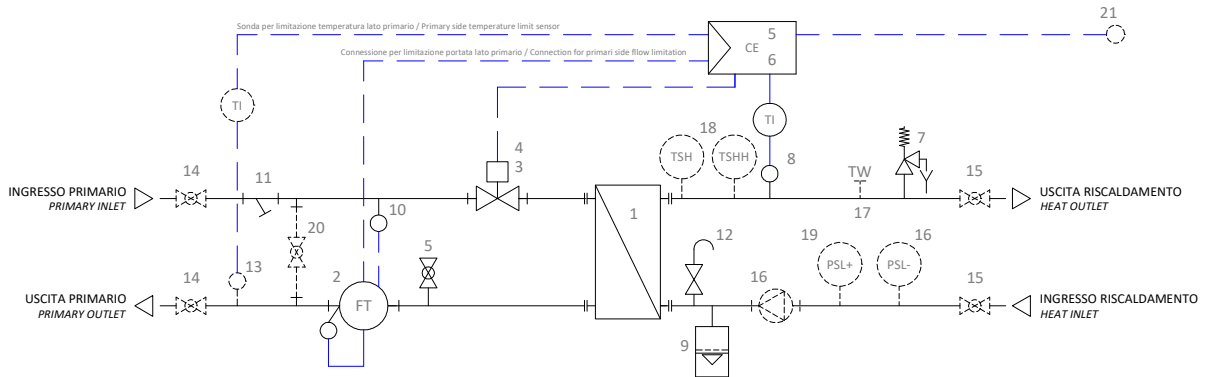 Sonda per limitazione temperatura lato primario / Primary side temperature limit sensor
Connessione per limitazione portata lato primario / Connection for primari side fllow limitation
CE
5
6
21
TI
TI
4
3
18
TSH
TSHH
8
7
14
11
TW
15
INGRESSO PRIMARIO
PRIMARY INLET
10
1
17
USCITA RISCALDAMENTO
HEAT OUTLET
20
14
13
2
5
12
19
16
15
16
PSL+
PSL-
USCITA PRIMARIO
PRIMARY OUTLET
FT
INGRESSO RISCALDAMENTO
HEAT INLET
9